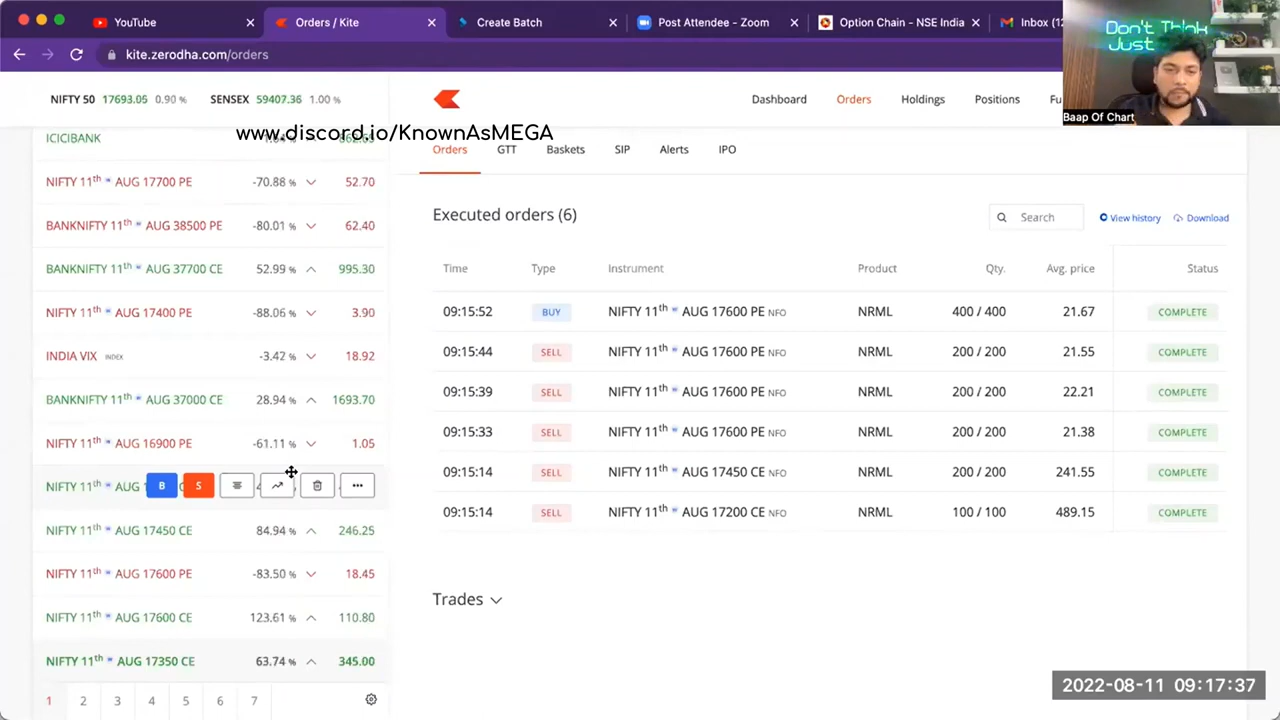 YouTube
Orders / Kite
Create Batch
Post Attendee - Zoom
Option Chain - NSE India
Inbox (12
kite.zerodha.com/orders
Don't Think
Just
Baap Of Chart
NIFTY 50 17693.05 0.90 % SENSEX 59407.36 1.00 %
Dashboard Orders Holdings Positions Fu
www.discord.io/KnownAsMEGA
ICICIBANK
NIFTY 11th w AUG 17700 PE -70.88 % 52.70
BANKNIFTY 11th w AUG 38500 PE -80.01 % 62.40
BANKNIFTY 11th w AUG 37700 CE 52.99 % 995.30
NIFTY 11th w AUG 17400 PE -88.06 % 3.90
INDIA VIX INDEX -3.42 % 18.92
BANKNIFTY 11th w AUG 37000 CE 28.94 % 1693.70
NIFTY 11th w AUG 16900 PE -61.11 % 1.05
NIFTY 11th w AUG B S
NIFTY 11th w AUG 17450 CE 84.94 % 246.25
NIFTY 11th w AUG 17600 PE -83.50 % 18.45
NIFTY 11th w AUG 17600 CE 123.61 % 110.80
NIFTY 11th w AUG 17350 CE 63.74 % 345.00
1 2 3 4 5 6 7
Orders GTT Baskets SIP Alerts IPO
Executed orders (6)
Search View history Download
Time Type Instrument Product Qty. Avg. price Status
09:15:52 BUY NIFTY 11th w AUG 17600 PE NFO NRML 400 / 400 21.67 COMPLETE
09:15:44 SELL NIFTY 11th w AUG 17600 PE NFO NRML 200 / 200 21.55 COMPLETE
09:15:39 SELL NIFTY 11th w AUG 17600 PE NFO NRML 200 / 200 22.21 COMPLETE
09:15:33 SELL NIFTY 11th w AUG 17600 PE NFO NRML 200 / 200 21.38 COMPLETE
09:15:14 SELL NIFTY 11th w AUG 17450 CE NFO NRML 200 / 200 241.55 COMPLETE
09:15:14 SELL NIFTY 11th w AUG 17200 CE NFO NRML 100 / 100 489.15 COMPLETE
Trades
2022-08-11 09:17:37